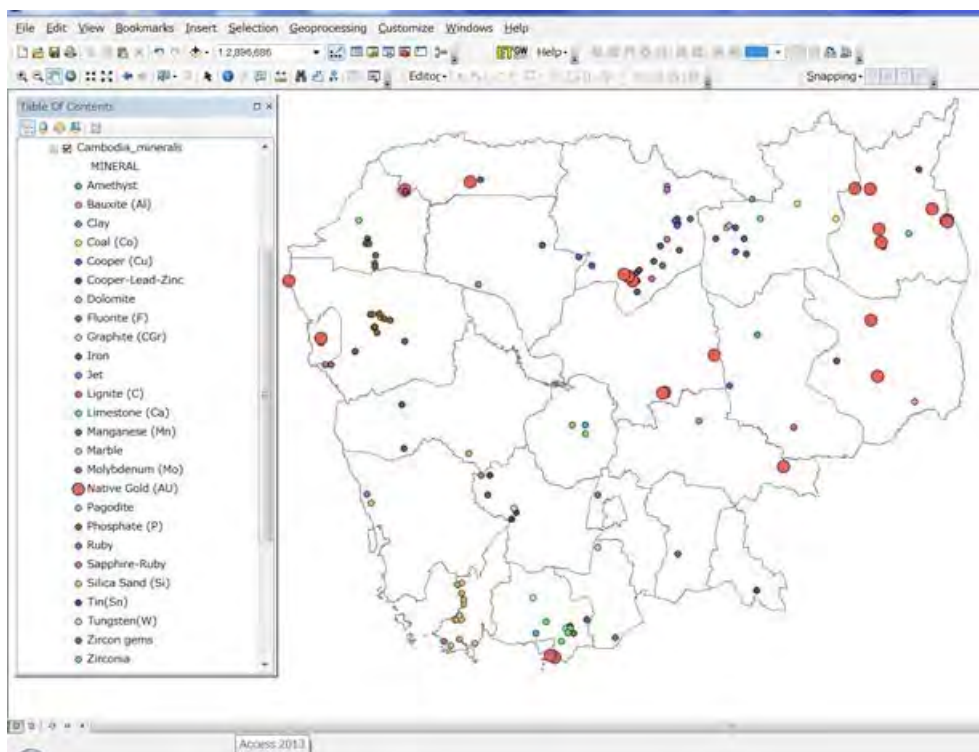 File Edit View Bookmarks Insert Selection Geoprocessing Customize Windows Help
1:2,896,686 ET GW Help
Editor Snapping
Table Of Contents
Cambodia_minerals
MINERAL
Amethyst
Bauxite (Al)
Clay
Coal (Co)
Cooper (Cu)
Cooper-Lead-Zinc
Dolomite
Fluorite (F)
Graphite (CGr)
Iron
Jet
Lignite (C)
Limestone (Ca)
Manganese (Mn)
Marble
Molybdenum (Mo)
Native Gold (AU)
Pagodite
Phosphate (P)
Ruby
Sapphire-Ruby
Silica Sand (Si)
Tin(Sn)
Tungsten(W)
Zircon gems
Zirconia
Access 2013